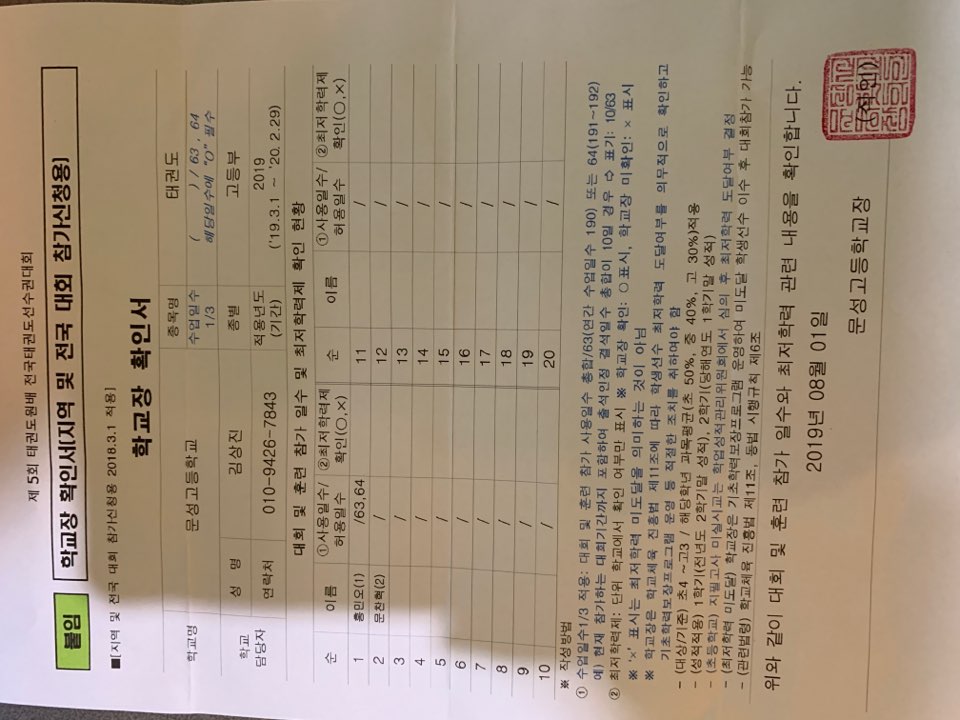 제 5회 태권도원배 전국태권도선수권대회
붙임 학교장 확인서(지역 및 전국 대회 참가신청용)
■[지역 및 전국 대회 참가신청용 2018.3.1 적용]
학교장 확인서
학교명 문성고등학교 종목명 태권도
수업일수 1/3 ( ) / 63, 64
해당일수에 "O" 필수
학교 담당자 성 명 김상진 종별 고등부
연락처 010-9426-7843 적용년도 (기간) 2019
('19.3.1 ~ '20. 2.29)
대회 및 훈련 참가 일수 및 최저학력제 확인 현황
순 이름 ①사용일수/허용일수 ②최저학력제 확인(○,×) 순 이름 ①사용일수/허용일수 ②최저학력제 확인(○,×)
1 홍민오(1) /63,64 11 /
2 문찬혁(2) / 12 /
3 / 13 /
4 / 14 /
5 / 15 /
6 / 16 /
7 / 17 /
8 / 18 /
9 / 19 /
10 / 20 /
※ 작성방법
① 수업일수1/3 적용: 대회 및 훈련 참가 사용일수 총합/63(연간 수업일수 190) 또는 64(191~192)
예) 현재 참가하는 대회기간까지 포함하여 출석인정 결석일수 총합이 10일 경우 ⇨ 표기: 10/63
② 최저학력제: 단위 학교에서 확인 여부만 표시 ※ 학교장 확인: ○ 표시, 학교장 미확인: × 표시
※ '×' 표시는 최저학력 미도달을 의미하는 것이 아님
※ 학교장은 학교체육 진흥법 제11조에 따라 학생선수 최저학력 도달여부를 의무적으로 확인하고
기초학력보장프로그램 운영 등 적절한 조치를 취하여야 함
- (대상/기준) 초4 ~고3 / 해당학년 과목평균(초 50%, 중 40%, 고 30%)적용
- (성적적용) 1학기(전년도 2학기말 성적), 2학기(당해연도 1학기말 성적)
- (초등학교) 지필고사 미실시교는 학업성적관리위원회에서 심의 후 최저학력 도달여부 결정
- (최저학력 미도달) 학교장은 기초학력보장프로그램 운영하여 미도달 학생선수 이수 후 대회참가 가능
- (관련법령) 학교체육 진흥법 제11조, 동법 시행규칙 제6조
위와 같이 대회 및 훈련 참가 일수와 최저학력 관련 내용을 확인합니다.
2019년 08월 01일
문성고등학교장 (직인)